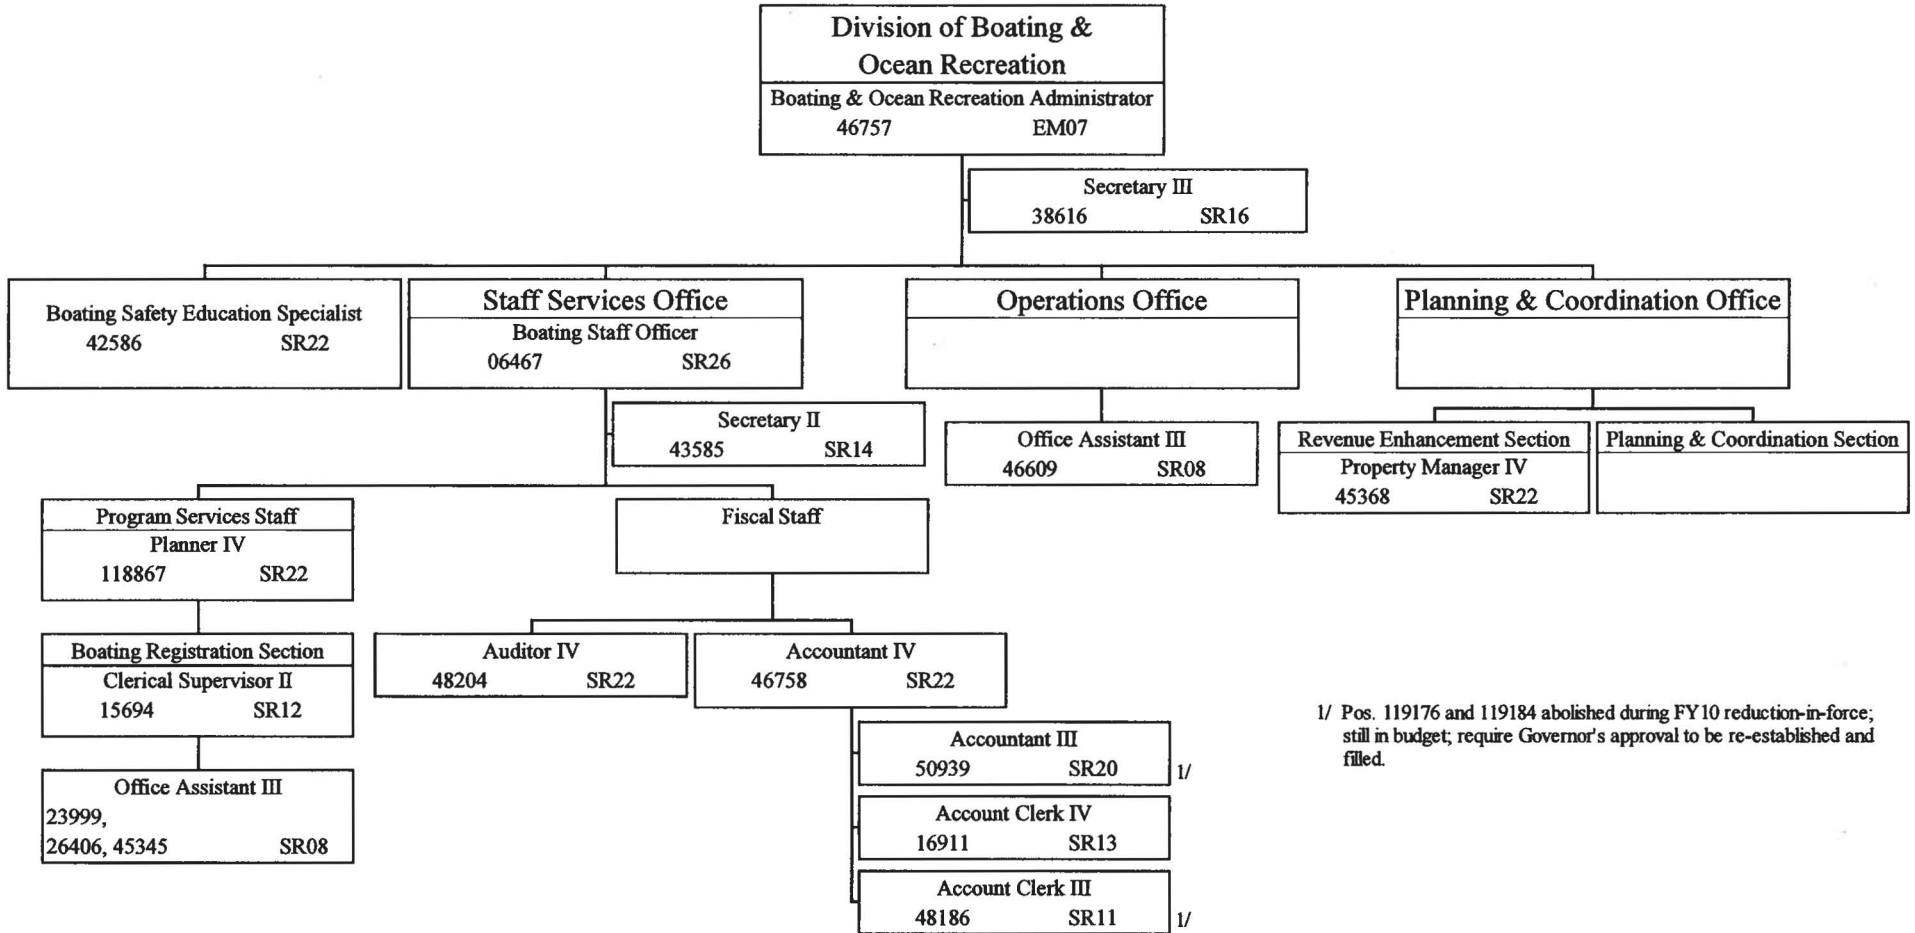 Division of Boating &
Ocean Recreation
Boating & Ocean Recreation Administrator
46757 EM07
Secretary III
38616 SR16
Boating Safety Education Specialist
42586 SR22
Staff Services Office
Boating Staff Officer
06467 SR26
Operations Office
Planning & Coordination Office
Secretary II
43585 SR14
Office Assistant III
46609 SR08
Revenue Enhancement Section
Property Manager IV
45368 SR22
Planning & Coordination Section
Program Services Staff
Planner IV
118867 SR22
Fiscal Staff
Boating Registration Section
Clerical Supervisor II
15694 SR12
Auditor IV
48204 SR22
Accountant IV
46758 SR22
Office Assistant III
23999,
26406, 45345 SR08
Accountant III
50939 SR20 1/
Account Clerk IV
16911 SR13
Account Clerk III
48186 SR11 1/
1/ Pos. 119176 and 119184 abolished during FY10 reduction-in-force;
still in budget; require Governor's approval to be re-established and
filled.